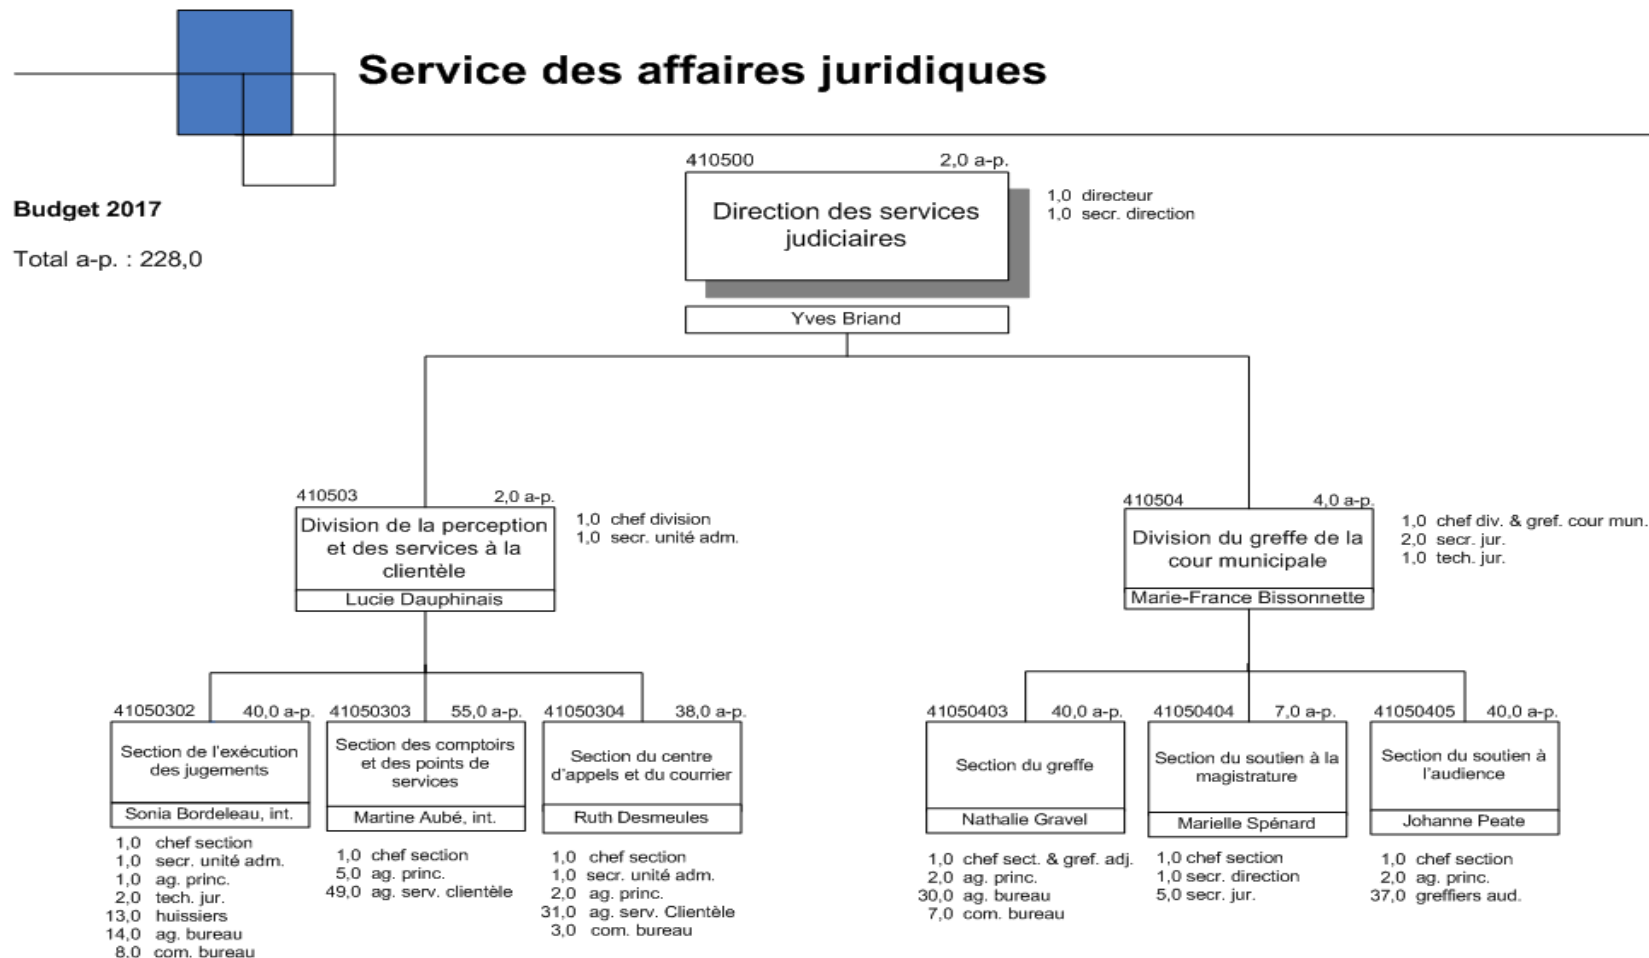 Service des affaires juridiques
Budget 2017
Total a-p. : 228,0
410500 2,0 a-p.
Direction des services
judiciaires
Yves Briand
1,0 directeur
1,0 secr. direction
410503 2,0 a-p.
Division de la perception
et des services à la
clientèle
Lucie Dauphinais
1,0 chef division
1,0 secr. unité adm.
410504 4,0 a-p.
Division du greffe de la
cour municipale
Marie-France Bissonnette
1,0 chef div. & gref. cour mun.
2,0 secr. jur.
1,0 tech. jur.
41050302 40,0 a-p.
Section de l'exécution
des jugements
Sonia Bordeleau, int.
1,0 chef section
1,0 secr. unité adm.
1,0 ag. princ.
2,0 tech. jur.
13,0 huissiers
14,0 ag. bureau
8,0 com. bureau
41050303 55,0 a-p.
Section des comptoirs
et des points de
services
Martine Aubé, int.
1,0 chef section
5,0 ag. princ.
49,0 ag. serv. clientèle
41050304 38,0 a-p.
Section du centre
d'appels et du courrier
Ruth Desmeules
1,0 chef section
1,0 secr. unité adm.
2,0 ag. princ.
31,0 ag. serv. Clientèle
3,0 com. bureau
41050403 40,0 a-p.
Section du greffe
Nathalie Gravel
1,0 chef sect. & gref. adj.
2,0 ag. princ.
30,0 ag. bureau
7,0 com. bureau
41050404 7,0 a-p.
Section du soutien à la
magistrature
Marielle Spénard
1,0 chef section
1,0 secr. direction
5,0 secr. jur.
41050405 40,0 a-p.
Section du soutien à
l'audience
Johanne Peate
1,0 chef section
2,0 ag. princ.
37,0 greffiers aud.